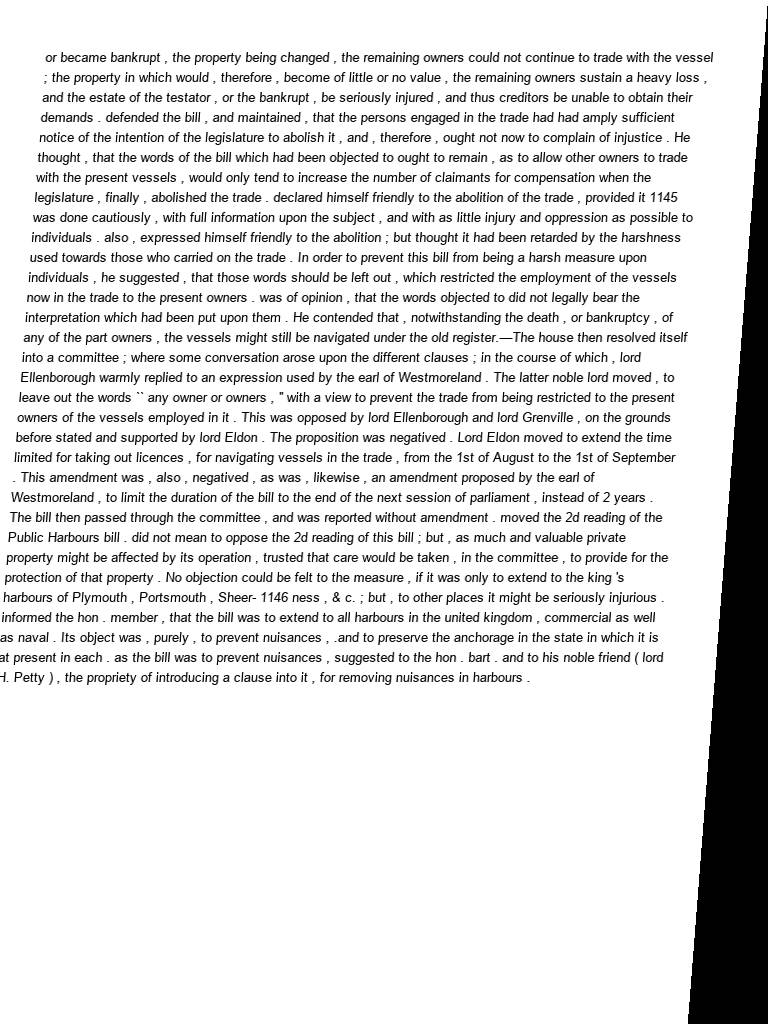 or became bankrupt , the property being changed , the remaining owners could not continue to trade with the vessel
; the property in which would , therefore , become of little or no value , the remaining owners sustain a heavy loss ,
and the estate of the testator , or the bankrupt , be seriously injured , and thus creditors be unable to obtain their
demands . defended the bill , and maintained , that the persons engaged in the trade had had amply sufficient
notice of the intention of the legislature to abolish it , and , therefore , ought not now to complain of injustice . He
thought , that the words of the bill which had been objected to ought to remain , as to allow other owners to trade
with the present vessels , would only tend to increase the number of claimants for compensation when the
legislature , finally , abolished the trade . declared himself friendly to the abolition of the trade , provided it 1145
was done cautiously , with full information upon the subject , and with as little injury and oppression as possible to
individuals . also , expressed himself friendly to the abolition ; but thought it had been retarded by the harshness
used towards those who carried on the trade . In order to prevent this bill from being a harsh measure upon
individuals , he suggested , that those words should be left out , which restricted the employment of the vessels
now in the trade to the present owners . was of opinion , that the words objected to did not legally bear the
interpretation which had been put upon them . He contended that , notwithstanding the death , or bankruptcy , of
any of the part owners , the vessels might still be navigated under the old register.—The house then resolved itself
into a committee ; where some conversation arose upon the different clauses ; in the course of which , lord
Ellenborough warmly replied to an expression used by the earl of Westmoreland . The latter noble lord moved , to
leave out the words `` any owner or owners , " with a view to prevent the trade from being restricted to the present
owners of the vessels employed in it . This was opposed by lord Ellenborough and lord Grenville , on the grounds
before stated and supported by lord Eldon . The proposition was negatived . Lord Eldon moved to extend the time
limited for taking out licences , for navigating vessels in the trade , from the 1st of August to the 1st of September
. This amendment was , also , negatived , as was , likewise , an amendment proposed by the earl of
Westmoreland , to limit the duration of the bill to the end of the next session of parliament , instead of 2 years .
The bill then passed through the committee , and was reported without amendment . moved the 2d reading of the
Public Harbours bill . did not mean to oppose the 2d reading of this bill ; but , as much and valuable private
property might be affected by its operation , trusted that care would be taken , in the committee , to provide for the
protection of that property . No objection could be felt to the measure , if it was only to extend to the king 's
harbours of Plymouth , Portsmouth , Sheer- 1146 ness , & c. ; but , to other places it might be seriously injurious .
informed the hon . member , that the bill was to extend to all harbours in the united kingdom , commercial as well
as naval . Its object was , purely , to prevent nuisances , .and to preserve the anchorage in the state in which it is
at present in each . as the bill was to prevent nuisances , suggested to the hon . bart . and to his noble friend ( lord
H. Petty ) , the propriety of introducing a clause into it , for removing nuisances in harbours .